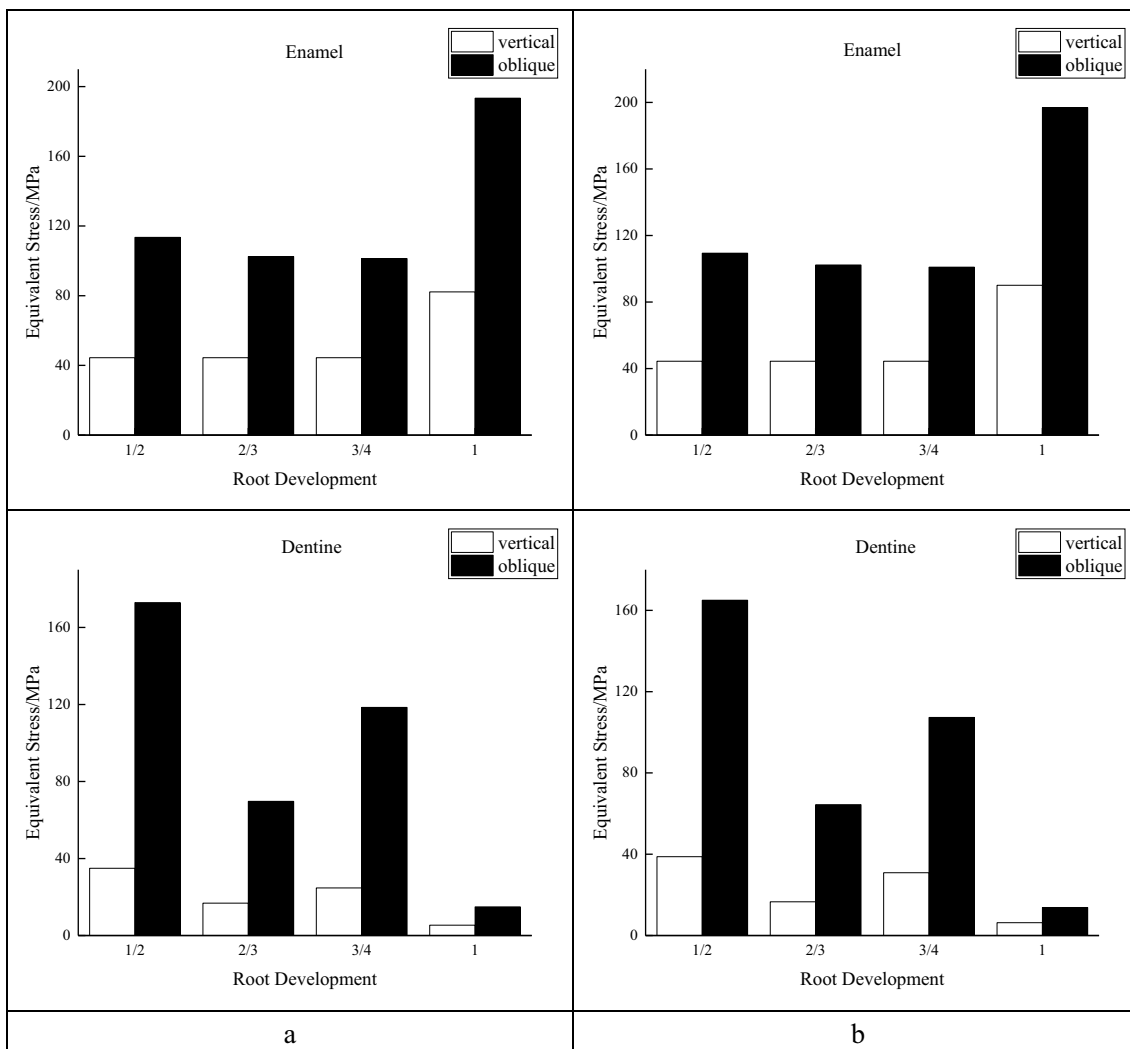 Enamel
vertical
oblique
Equivalent Stress/MPa
200
160
120
80
40
0
1/2 2/3 3/4 1
Root Development
Enamel
vertical
oblique
Equivalent Stress/MPa
200
160
120
80
40
0
1/2 2/3 3/4 1
Root Development
Dentine
vertical
oblique
Equivalent Stress/MPa
160
120
80
40
0
1/2 2/3 3/4 1
Root Development
Dentine
vertical
oblique
Equivalent Stress/MPa
160
120
80
40
0
1/2 2/3 3/4 1
Root Development
a
b